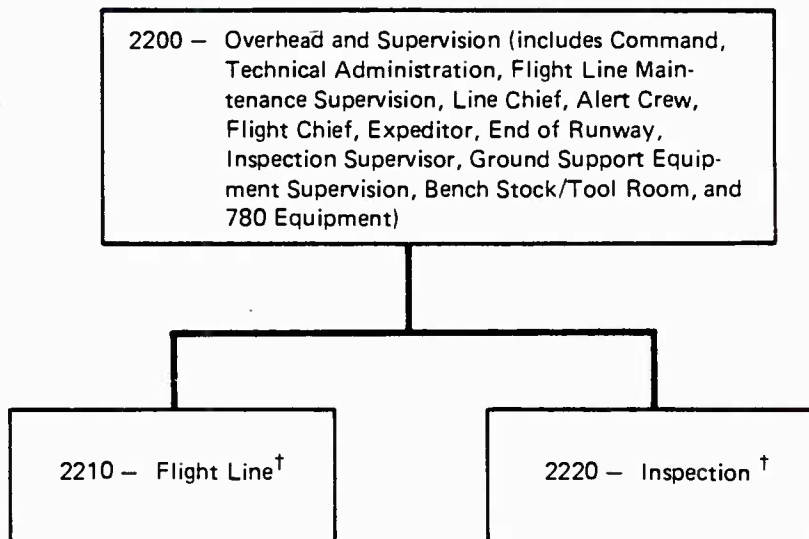 2200 – Overhead and Supervision (includes Command,
Technical Administration, Flight Line Main-
tenance Supervision, Line Chief, Alert Crew,
Flight Chief, Expeditor, End of Runway,
Inspection Supervisor, Ground Support Equip-
ment Supervision, Bench Stock/Tool Room, and
780 Equipment)
2210 – Flight Line†
2220 – Inspection †